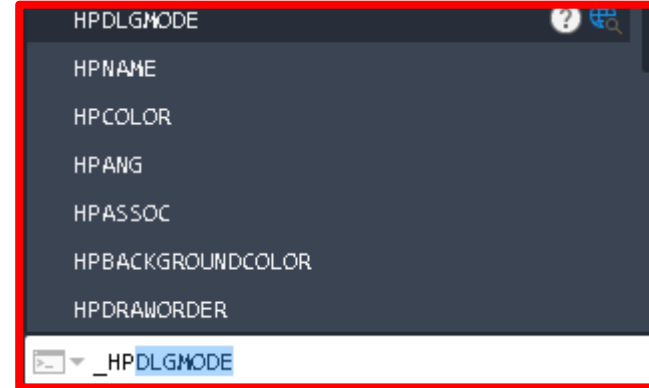 HPDLGMODE
HPNAME
HPCOLOR
HPANG
HPASSOC
HPBACKGROUNDCOLOR
HPDRAWORDER
_HPDLGMODE